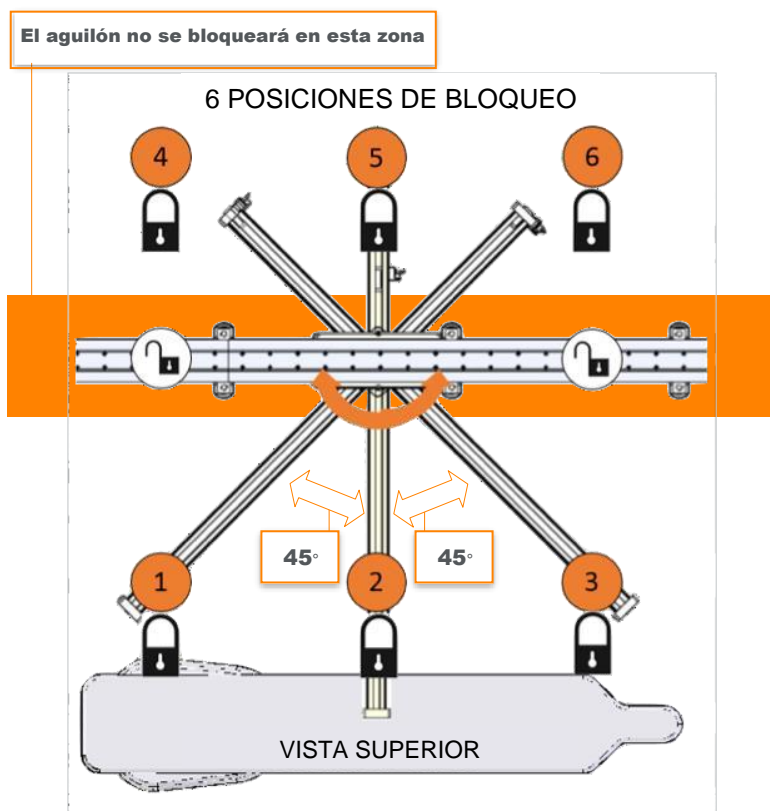 El aguilón no se bloqueará en esta zona
6 POSICIONES DE BLOQUEO
4 5 6
45° 45°
1 2 3
VISTA SUPERIOR